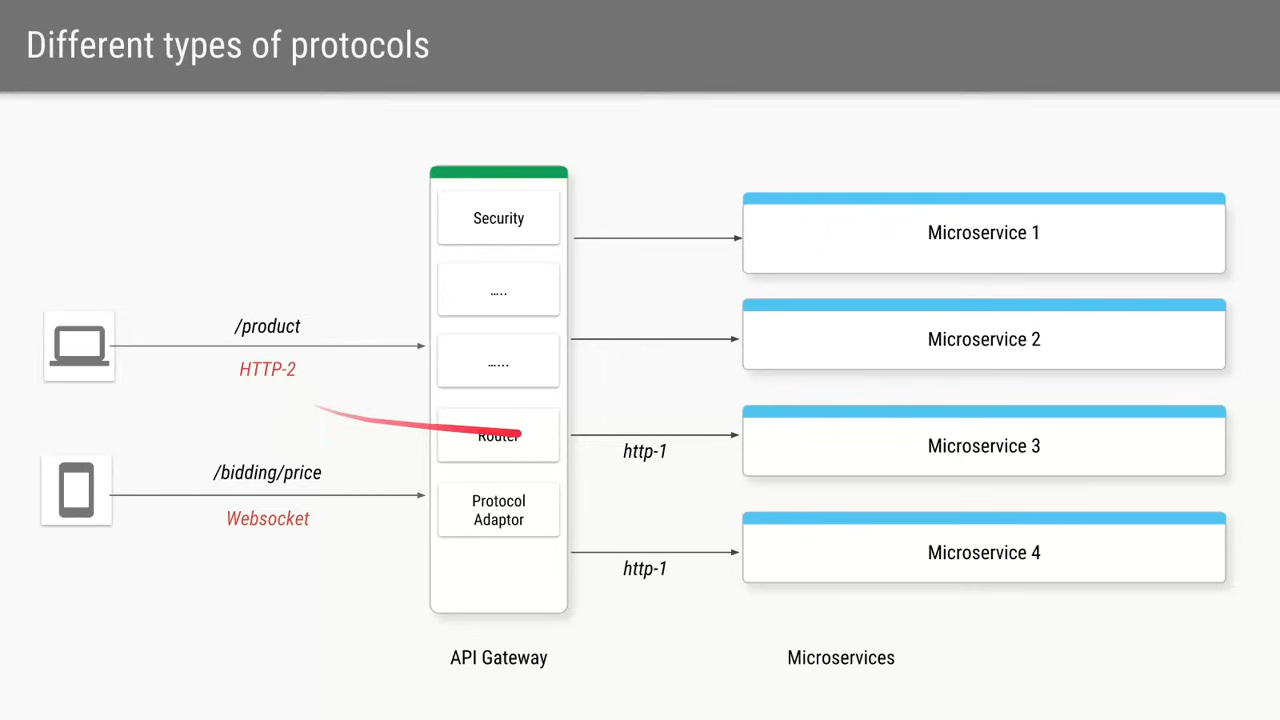 Different types of protocols
Security
…..
…...
Router
Protocol
Adaptor
/product
HTTP-2
/bidding/price
Websocket
http-1
http-1
Microservice 1
Microservice 2
Microservice 3
Microservice 4
API Gateway
Microservices